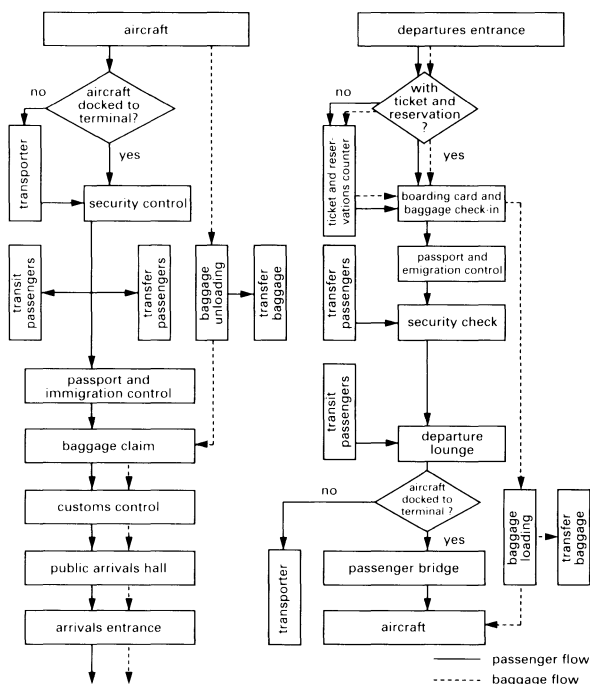 aircraft
no
aircraft
docked to
terminal?
yes
transporter
security control
transit
passengers
transfer
passengers
baggage
unloading
transfer
baggage
passport and
immigration control
baggage claim
customs control
public arrivals hall
arrivals entrance
departures entrance
no
with
ticket and
reservation
?
yes
ticket and reser-
vations counter
boarding card and
baggage check-in
passport and
emigration control
transfer
passengers
security check
transit
passengers
departure
lounge
no
aircraft
docked to
terminal ?
yes
transporter
passenger bridge
baggage
loading
transfer
baggage
aircraft
passenger flow
baggage flow